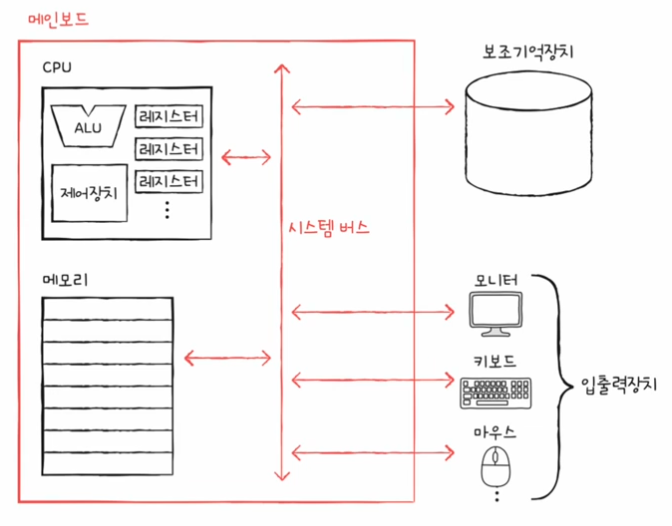 메인보드
CPU
ALU
레지스터
레지스터
레지스터
제어장치
메모리
시스템 버스
보조기억장치
모니터
키보드
마우스
입출력장치